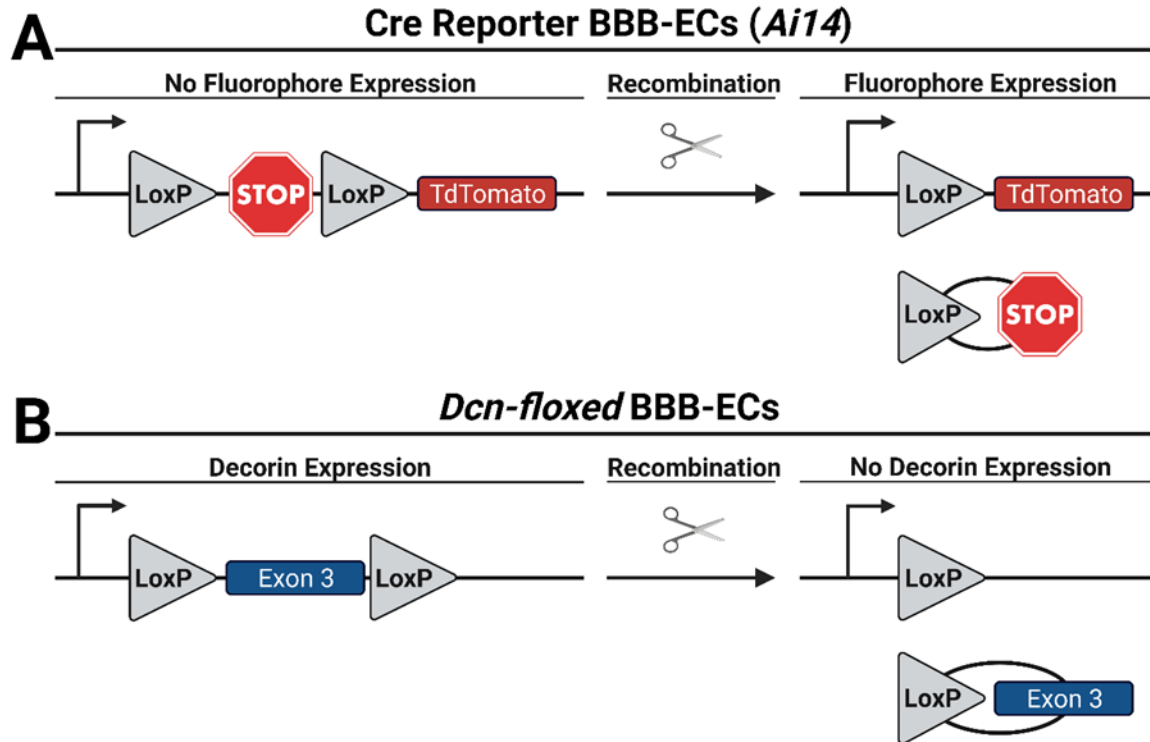 A
Cre Reporter BBB-ECs (Ai14)
No Fluorophore Expression
Recombination
Fluorophore Expression
LoxP STOP LoxP TdTomato
LoxP TdTomato
LoxP STOP
B
Dcn-floxed BBB-ECs
Decorin Expression
Recombination
No Decorin Expression
LoxP Exon 3 LoxP
LoxP
LoxP Exon 3